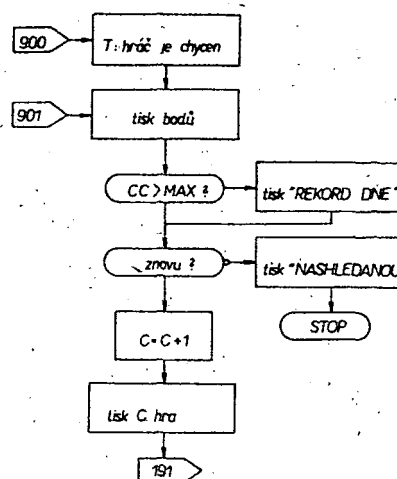 900
T: hráč je chycen
901
tisk bodů
CC > MAX ?
tisk "REKORD DNE"
znovu ?
tisk "NASHLEDANOU
STOP
C = C + 1
tisk C. hra
191